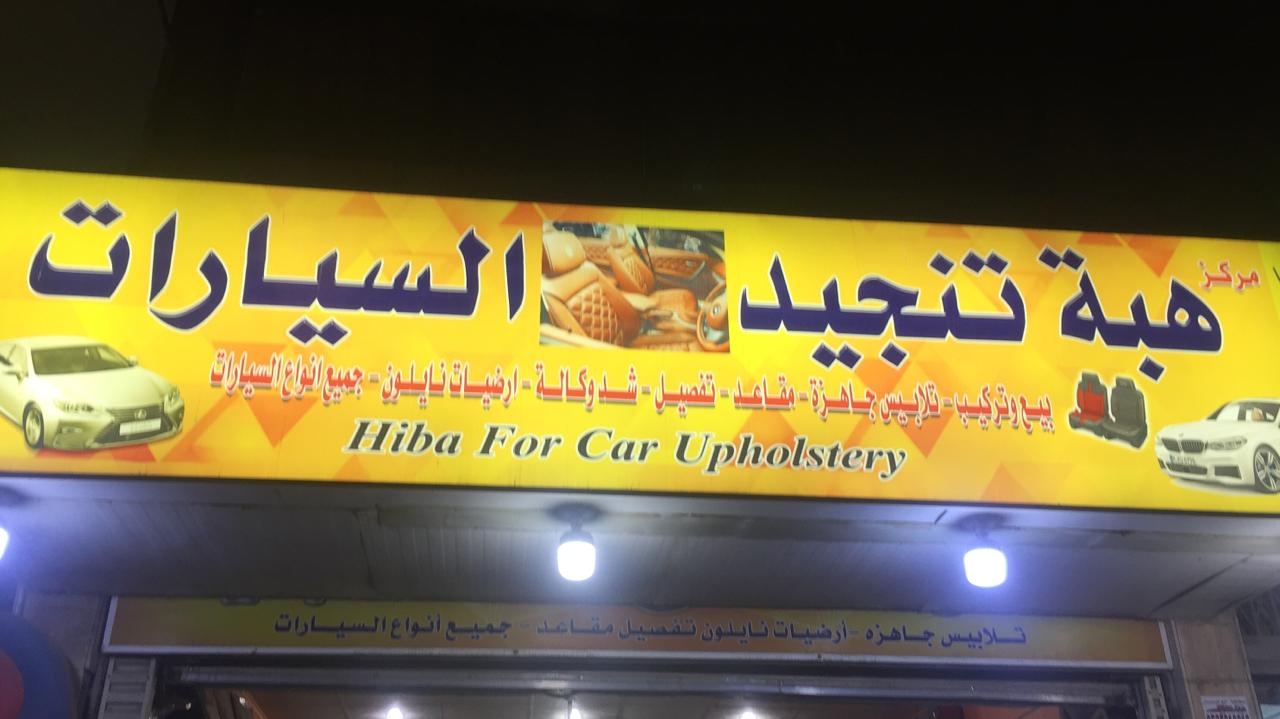 مركز
هبة تنجيد السيارات
بيع وتركيب - تلابيس جاهزة - مقاعد - تفصيل - شد وكالة - ارضيات نايلون - جميع انواع السيارات
Hiba For Car Upholstery
تلابيس جاهزه - أرضيات نايلون تفصيل مقاعد - جميع أنواع السيارات